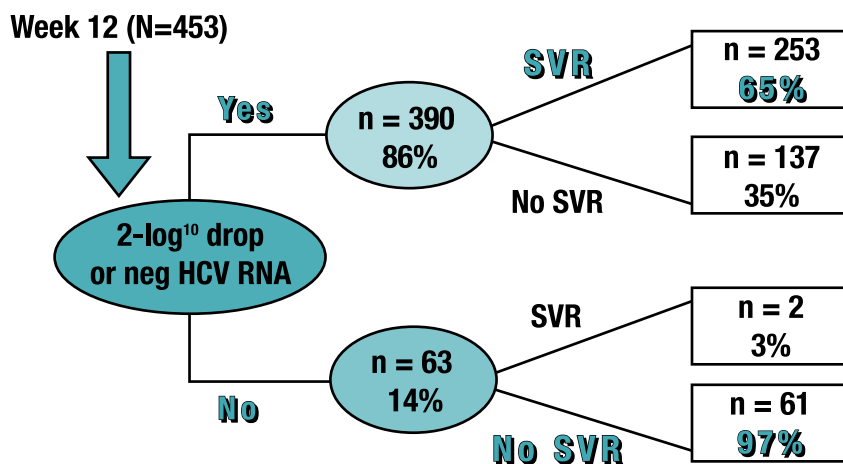 Week 12 (N=453)
Yes
2-log¹⁰ drop
or neg HCV RNA
No
n = 390
86%
SVR
n = 253
65%
No SVR
n = 137
35%
n = 63
14%
SVR
n = 2
3%
No SVR
n = 61
97%